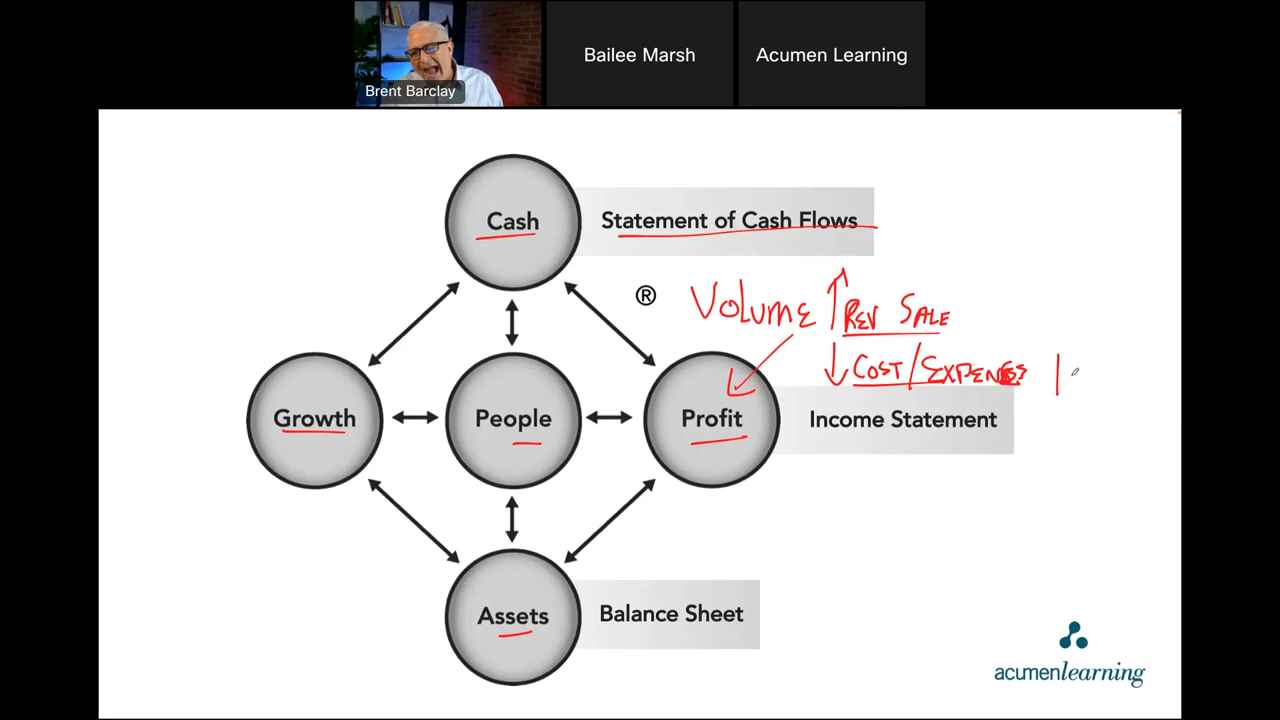 Brent Barclay
Bailee Marsh
Acumen Learning
Cash
Statement of Cash Flows
®
VOLUME ↑ REV SALE
↓ COST/EXPENSES
Growth
People
Profit
Income Statement
Assets
Balance Sheet
acumenlearning